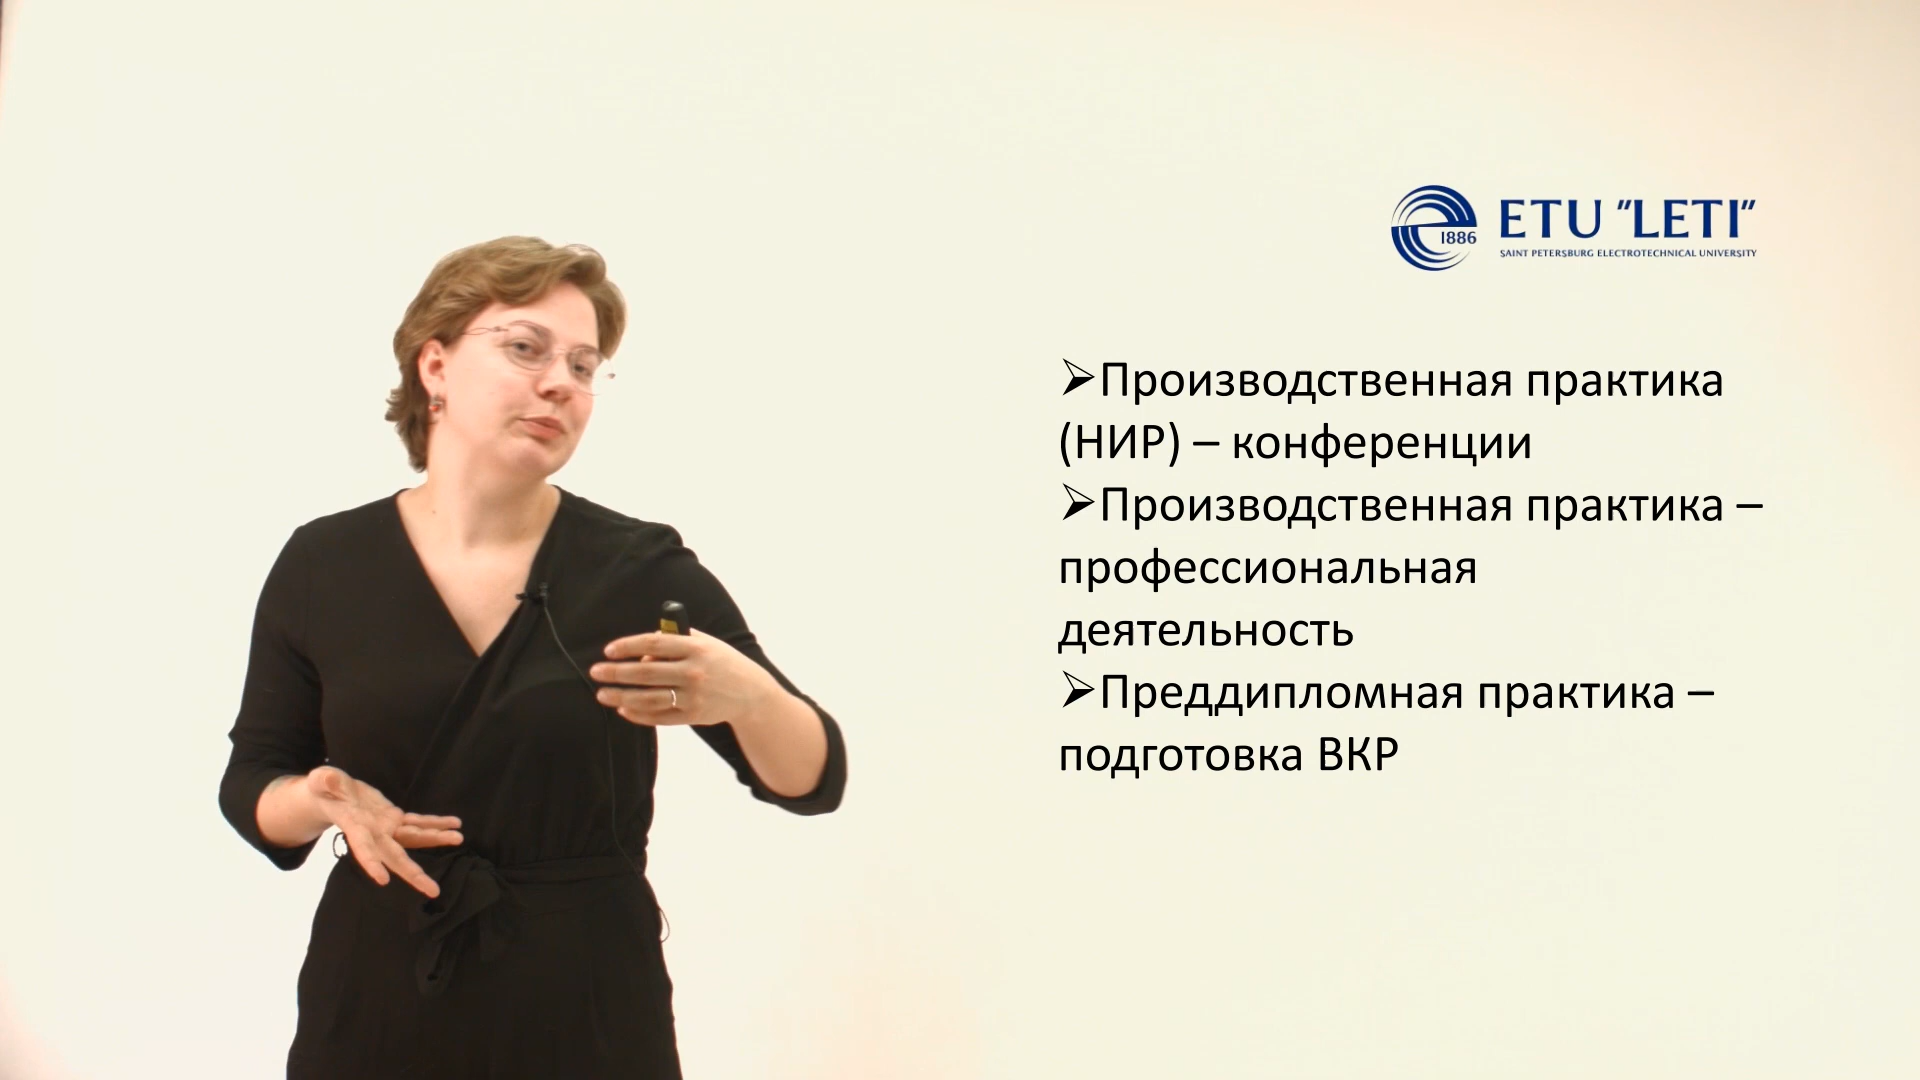 1886
ETU "LETI"
SAINT PETERSBURG ELECTROTECHNICAL UNIVERSITY
➢Производственная практика
(НИР) – конференции
➢Производственная практика –
профессиональная
деятельность
➢Преддипломная практика –
подготовка ВКР